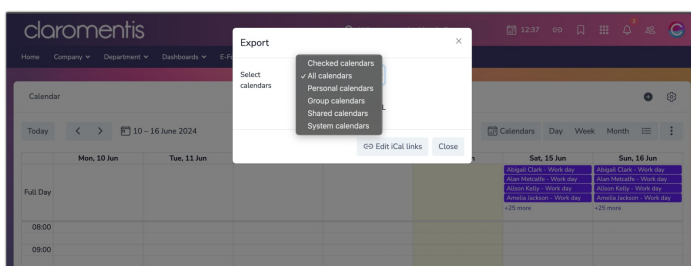 claromentis
12:37
3
Home Company Department Dashboards E-F
Export
Select calendars
Checked calendars
✓ All calendars
Personal calendars
Group calendars
Shared calendars
System calendars
Edit iCal links Close
Calendar
Today < > 10 – 16 June 2024
Calendars Day Week Month
Mon, 10 Jun Tue, 11 Jun Sat, 15 Jun Sun, 16 Jun
Full Day
Abigail Clark - Work day Abigail Clark - Work day
Alan Metcalfe - Work day Alan Metcalfe - Work day
Alison Kelly - Work day Alison Kelly - Work day
Amelia Jackson - Work day Amelia Jackson - Work day
+25 more +25 more
08:00
09:00